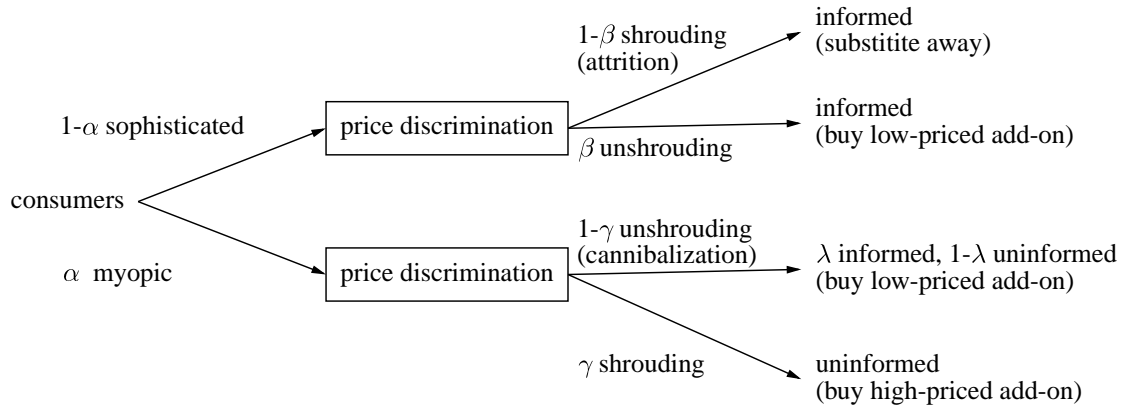 1-β shrouding
(attrition)
informed
(substitite away)
1-α sophisticated
price discrimination
informed
(buy low-priced add-on)
β unshrouding
consumers
1-γ unshrouding
(cannibalization)
α myopic
price discrimination
λ informed, 1-λ uninformed
(buy low-priced add-on)
γ shrouding
uninformed
(buy high-priced add-on)